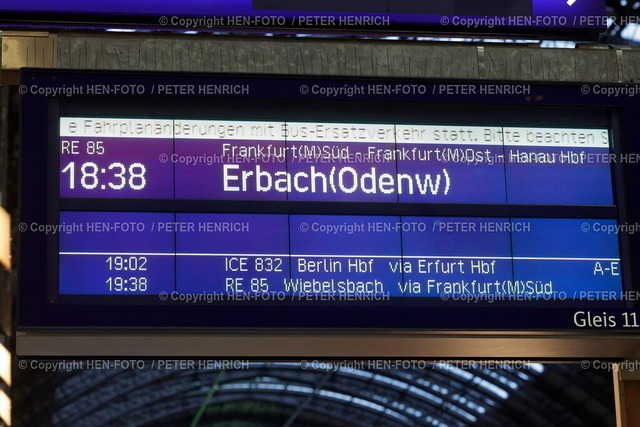 © Copyright HEN-FOTO / PETER HENRICH
e Fahrplanänderungen mit Bus-Ersatzverkehr statt. Bitte beachten S
RE 85 Frankfurt(M)Süd - Frankfurt(M)Ost - Hanau Hbf
18:38 Erbach(Odenw)
19:02 ICE 832 Berlin Hbf via Erfurt Hbf A-E
19:38 RE 85 Wiebelsbach via Frankfurt(M)Süd
Gleis 11